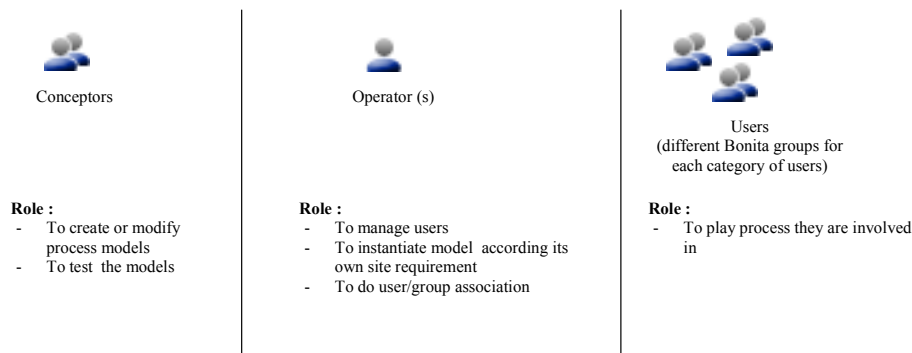 Conceptors
Role :
- To create or modify
process models
- To test the models
Operator (s)
Role :
- To manage users
- To instantiate model according its
own site requirement
- To do user/group association
Users
(different Bonita groups for
each category of users)
Role :
- To play process they are involved
in